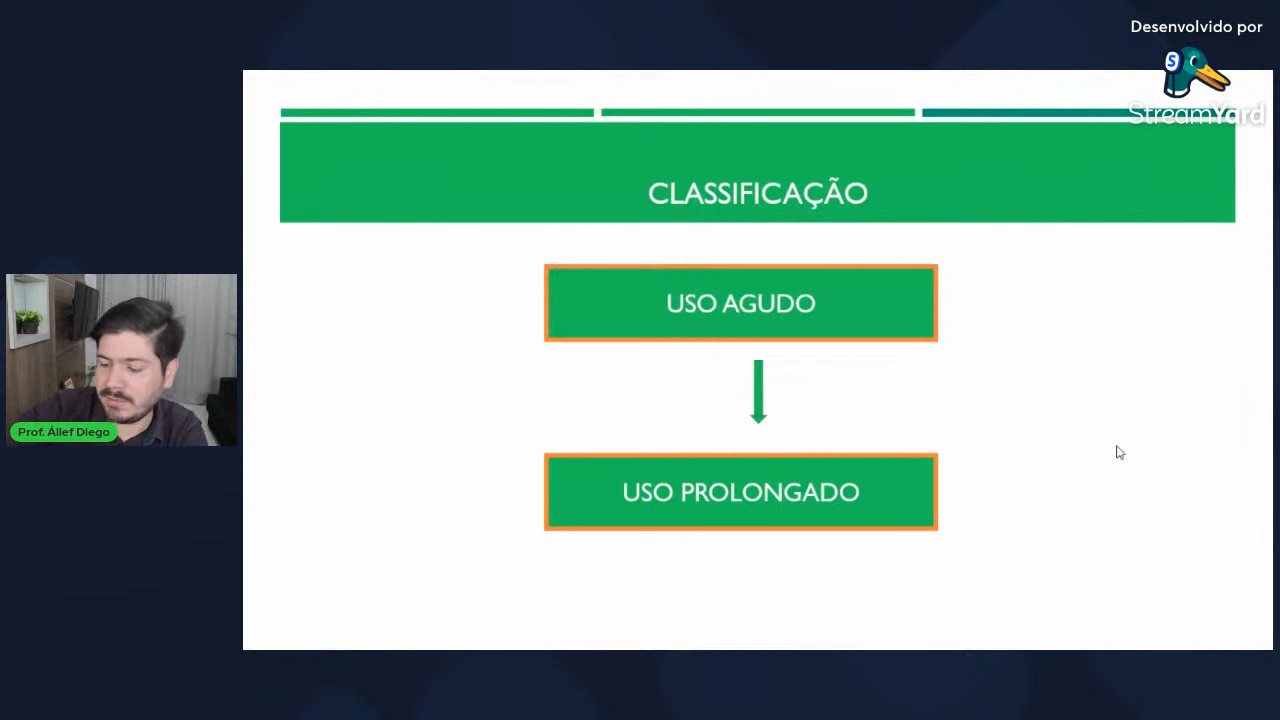 Desenvolvido por
StreamYard
CLASSIFICAÇÃO
USO AGUDO
USO PROLONGADO
Prof. Állef Diego